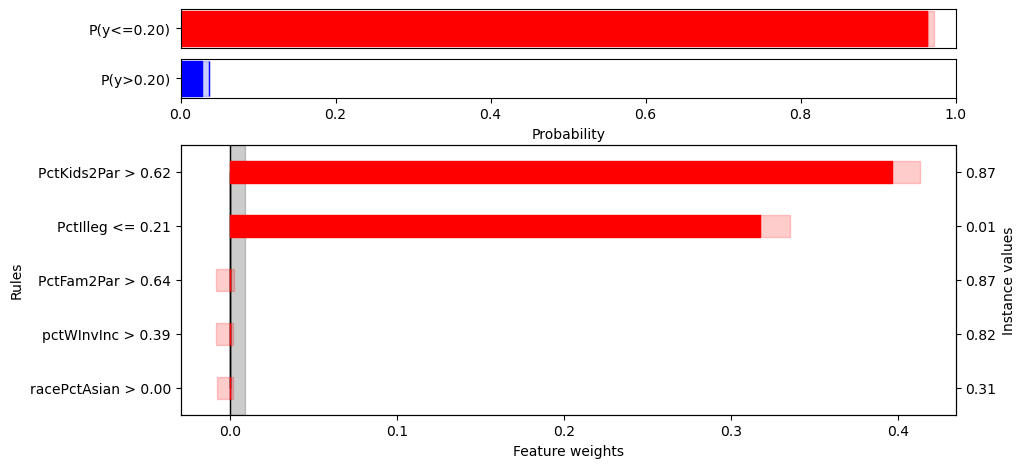 P(y<=0.20)
P(y>0.20)
0.0 0.2 0.4 0.6 0.8 1.0
Probability
PctKids2Par > 0.62 0.87
PctIlleg <= 0.21 0.01
PctFam2Par > 0.64 0.87
pctWInvInc > 0.39 0.82
racePctAsian > 0.00 0.31
Rules
Instance values
0.0 0.1 0.2 0.3 0.4
Feature weights